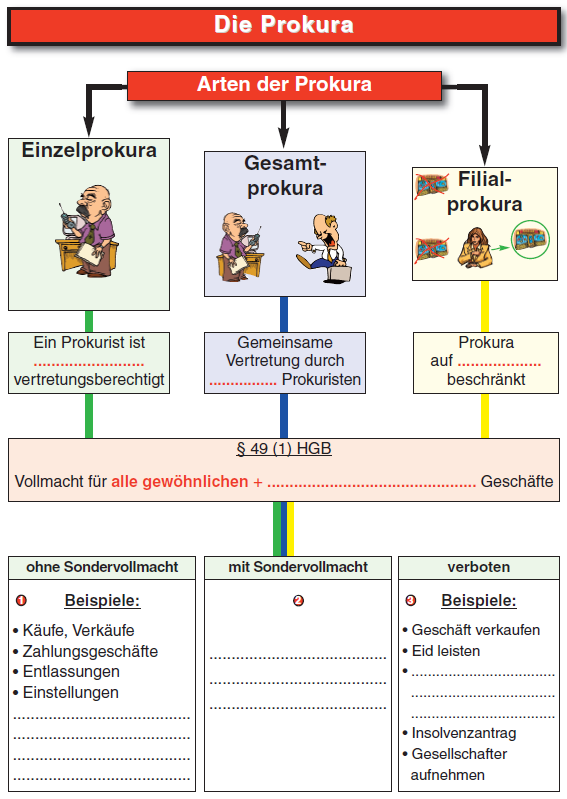 Die Prokura
Arten der Prokura
Einzelprokura
Gesamt-
prokura
Filial-
prokura
Ein Prokurist ist
.........................
vertretungsberechtigt
Gemeinsame
Vertretung durch
................ Prokuristen
Prokura
auf ...................
beschränkt
§ 49 (1) HGB
Vollmacht für alle gewöhnlichen + ............................................... Geschäfte
ohne Sondervollmacht
1 Beispiele:
• Käufe, Verkäufe
• Zahlungsgeschäfte
• Entlassungen
• Einstellungen
.........................................
.........................................
.........................................
.........................................
mit Sondervollmacht
2
.........................................
.........................................
.........................................
verboten
3 Beispiele:
• Geschäft verkaufen
• Eid leisten
• .................................
.................................
.................................
• Insolvenzantrag
• Gesellschafter
aufnehmen